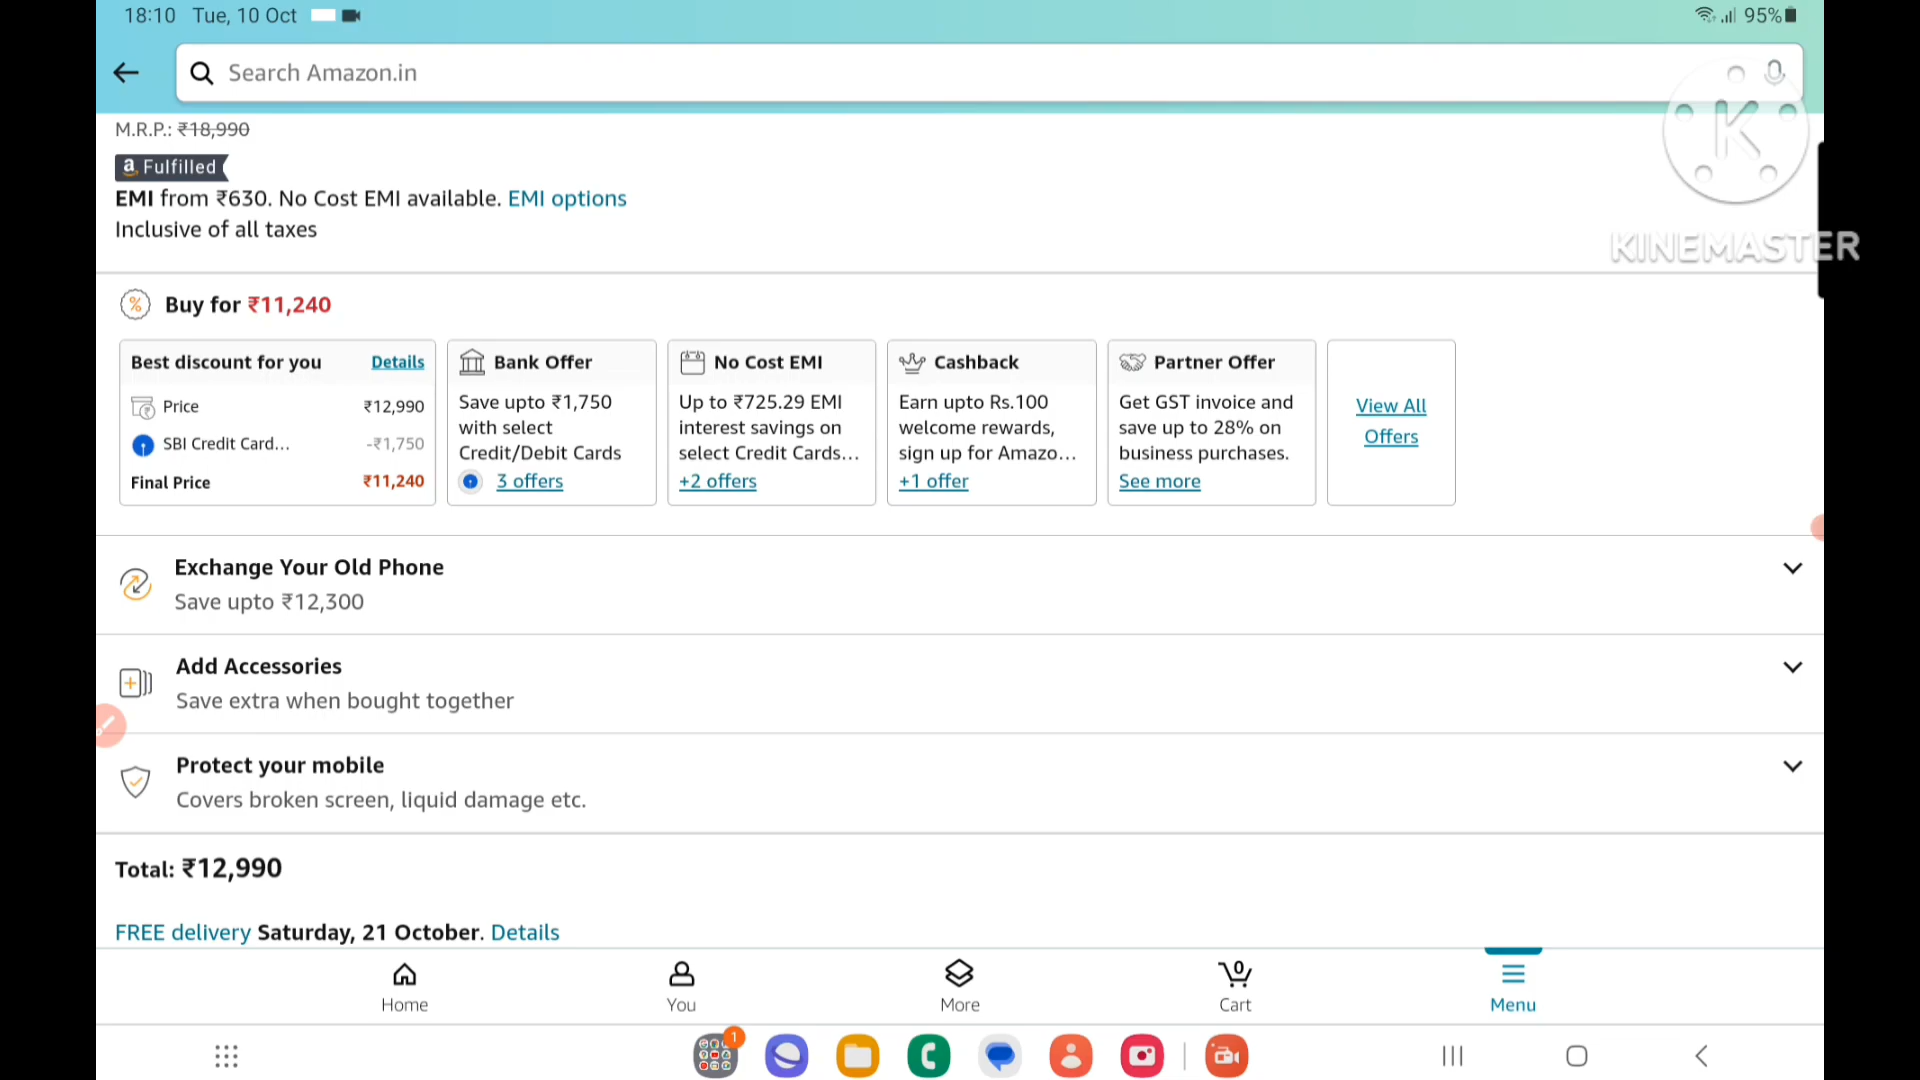 18:10 Tue, 10 Oct 95%
Search Amazon.in
K
KINEMASTER
M.R.P.: ₹18,990
a Fulfilled
EMI from ₹630. No Cost EMI available. EMI options
Inclusive of all taxes
% Buy for ₹11,240
Best discount for you Details
Price ₹12,990
SBI Credit Card... -₹1,750
Final Price ₹11,240
Bank Offer
Save upto ₹1,750
with select
Credit/Debit Cards
3 offers
No Cost EMI
Up to ₹725.29 EMI
interest savings on
select Credit Cards...
+2 offers
Cashback
Earn upto Rs.100
welcome rewards,
sign up for Amazo...
+1 offer
Partner Offer
Get GST invoice and
save up to 28% on
business purchases.
See more
View All
Offers
Exchange Your Old Phone
Save upto ₹12,300
Add Accessories
Save extra when bought together
Protect your mobile
Covers broken screen, liquid damage etc.
Total: ₹12,990
FREE delivery Saturday, 21 October. Details
0
Home You More Cart Menu
1